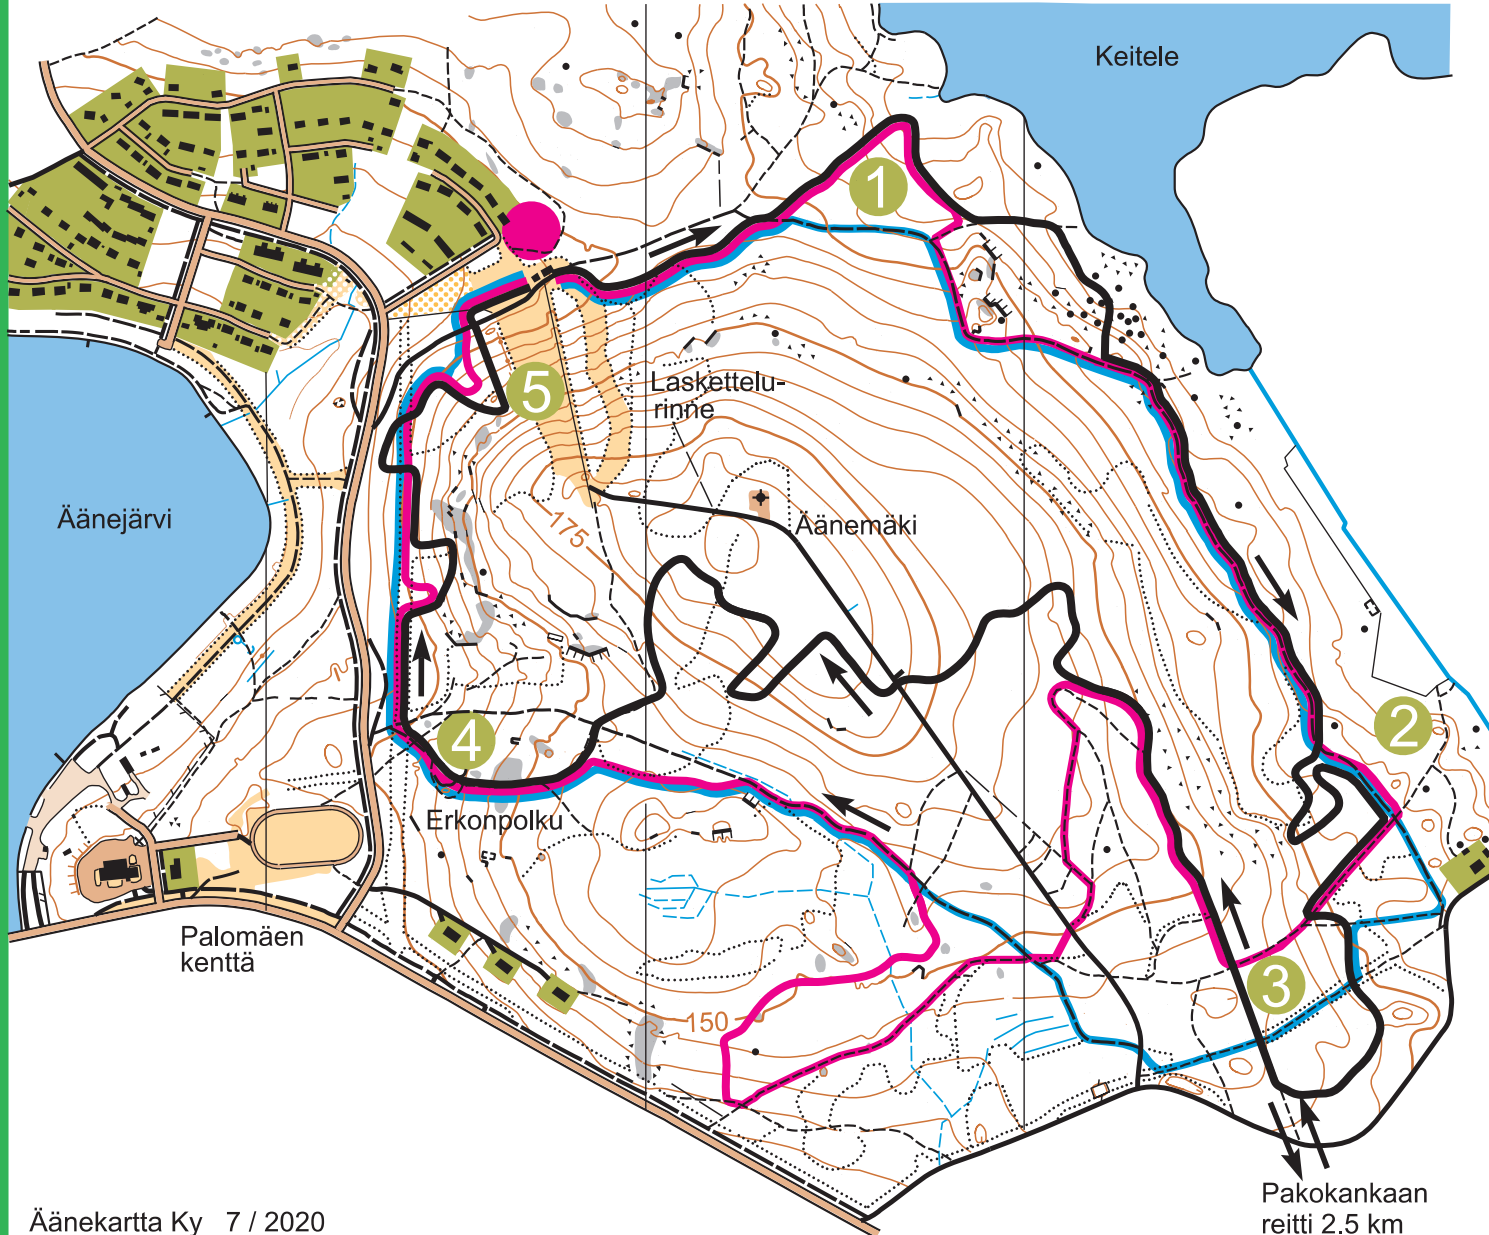 Keitele
1
5
Laskettelu-
rinne
Äänejärvi
175
Äänemäki
2
4
Erkonpolku
Palomäen
kenttä
3
150
Pakokankaan
reitti 2,5 km
Äänekartta Ky 7 / 2020